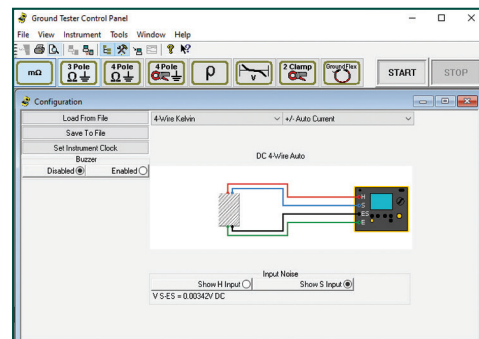 Ground Tester Control Panel
File View Instrument Tools Window Help
mΩ 3 Pole Ω 4 Pole Ω 4 Pole ρ V 2 Clamp GroundFlex START STOP
Configuration
Load From File 4-Wire Kelvin +/- Auto Current
Save To File
Set Instrument Clock
Buzzer
Disabled Enabled
DC 4-Wire Auto
H
S
ES
E
Input Noise
Show H Input Show S Input
V S-ES = 0.00342V DC